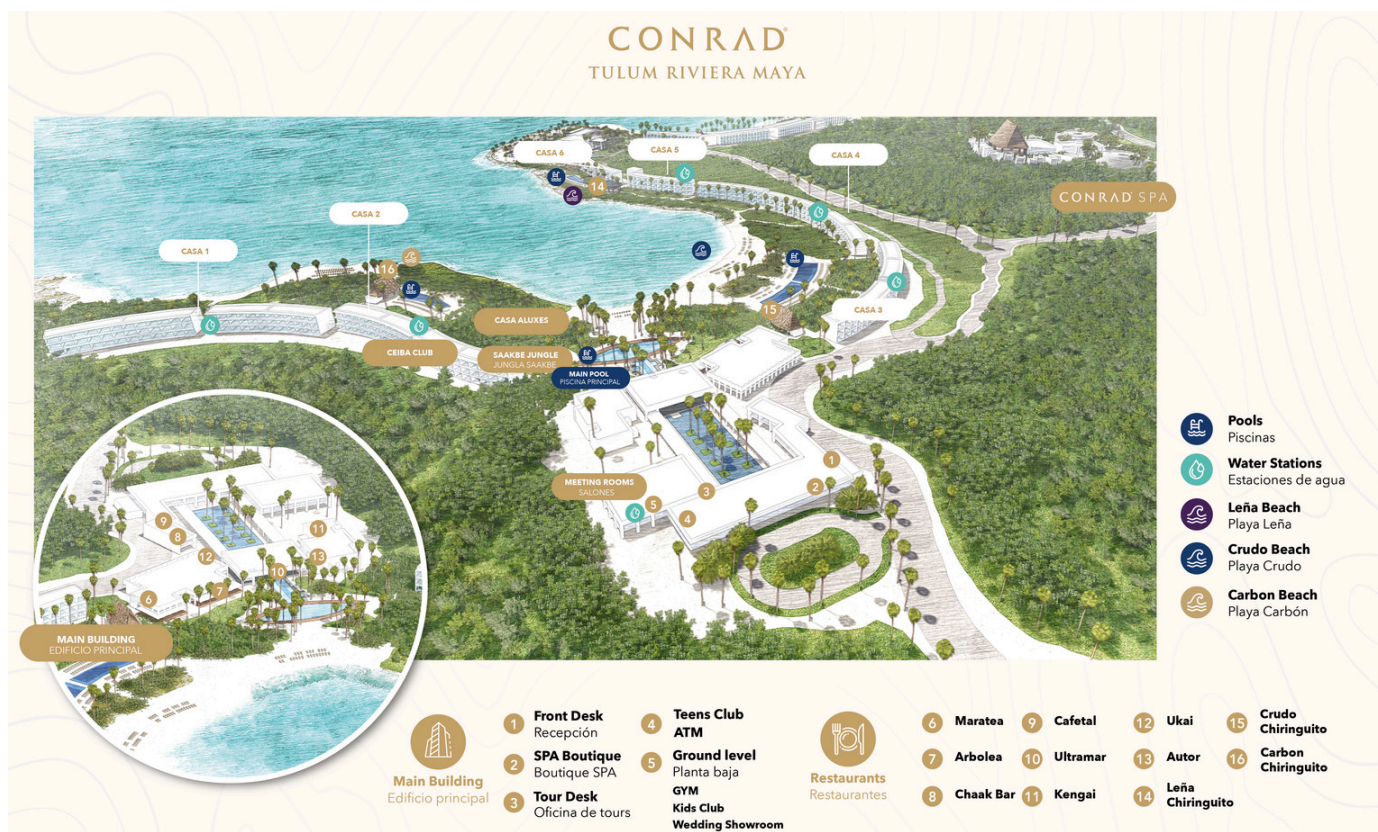 CONRAD
TULUM RIVIERA MAYA
CASA 6
CASA 5
CASA 4
14
CONRAD SPA
CASA 2
CASA 1
16
CASA 3
15
CASA ALUXES
CEIBA CLUB
SAAKBE JUNGLE
JUNGLA SAAKBE
MAIN POOL
PISCINA PRINCIPAL
MEETING ROOMS
SALONES
1
2
3
4
5
9
8
11
12
13
10
7
6
MAIN BUILDING
EDIFICIO PRINCIPAL
Pools
Piscinas
Water Stations
Estaciones de agua
Leña Beach
Playa Leña
Crudo Beach
Playa Crudo
Carbon Beach
Playa Carbón
Main Building
Edificio principal
1 Front Desk
Recepción
2 SPA Boutique
Boutique SPA
3 Tour Desk
Oficina de tours
4 Teens Club
ATM
5 Ground level
Planta baja
GYM
Kids Club
Wedding Showroom
Restaurants
Restaurantes
6 Maratea
7 Arbolea
8 Chaak Bar
9 Cafetal
10 Ultramar
11 Kengai
12 Ukai
13 Autor
14 Leña
Chiringuito
15 Crudo
Chiringuito
16 Carbon
Chiringuito